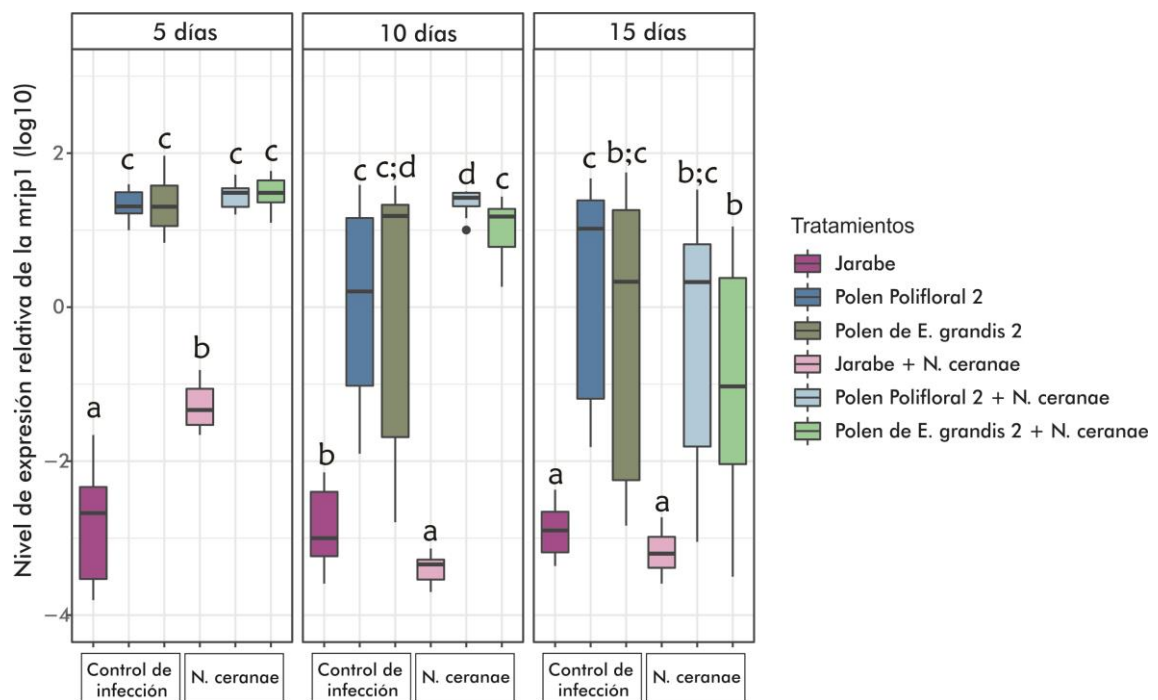 5 días
10 días
15 días
Nivel de expresión relativa de la mrjp1 (log10)
2
0
−2
−4
a
c
c
b
c
c
b
c
c;d
a
d
c
a
c
b;c
a
b;c
b
Control de infección
N. ceranae
Control de infección
N. ceranae
Control de infección
N. ceranae
Tratamientos
Jarabe
Polen Polifloral 2
Polen de E. grandis 2
Jarabe + N. ceranae
Polen Polifloral 2 + N. ceranae
Polen de E. grandis 2 + N. ceranae